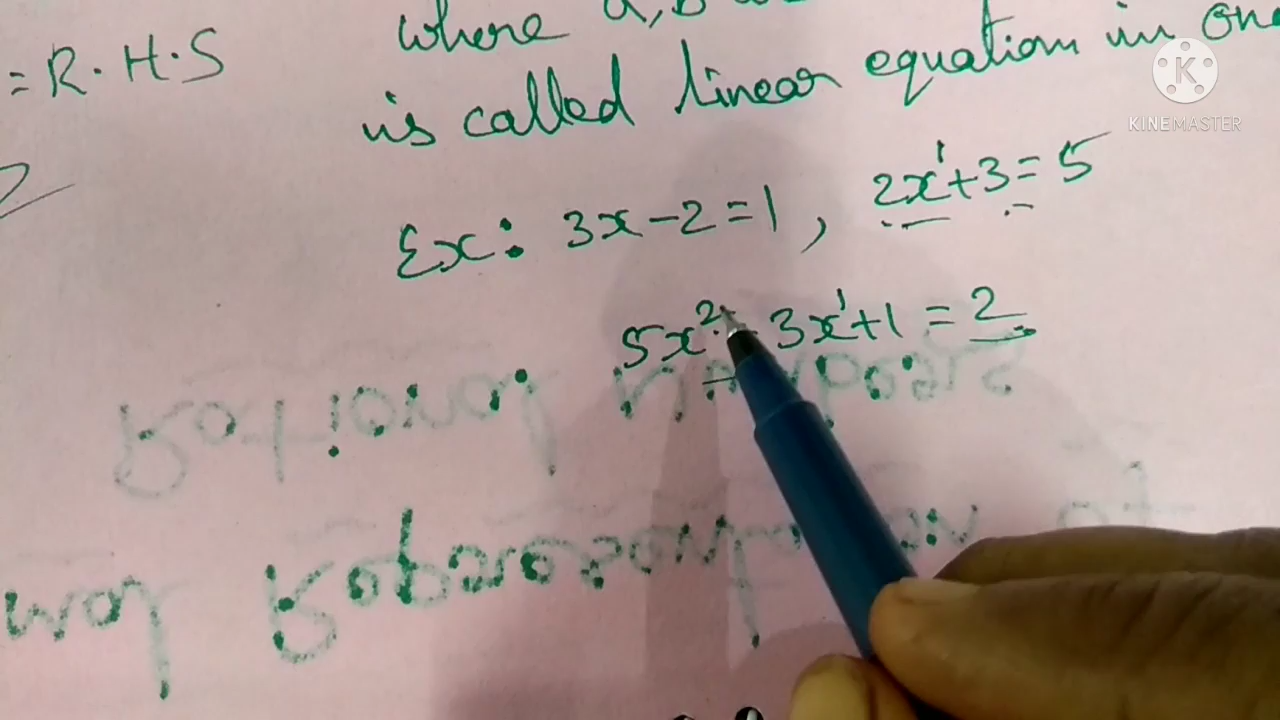 where a, b
= R.H.S
is called linear equation in one
Ex: 3x - 2 = 1, 2x¹ + 3 = 5
5x² - 3x¹ + 1 = 2
KINEMASTER